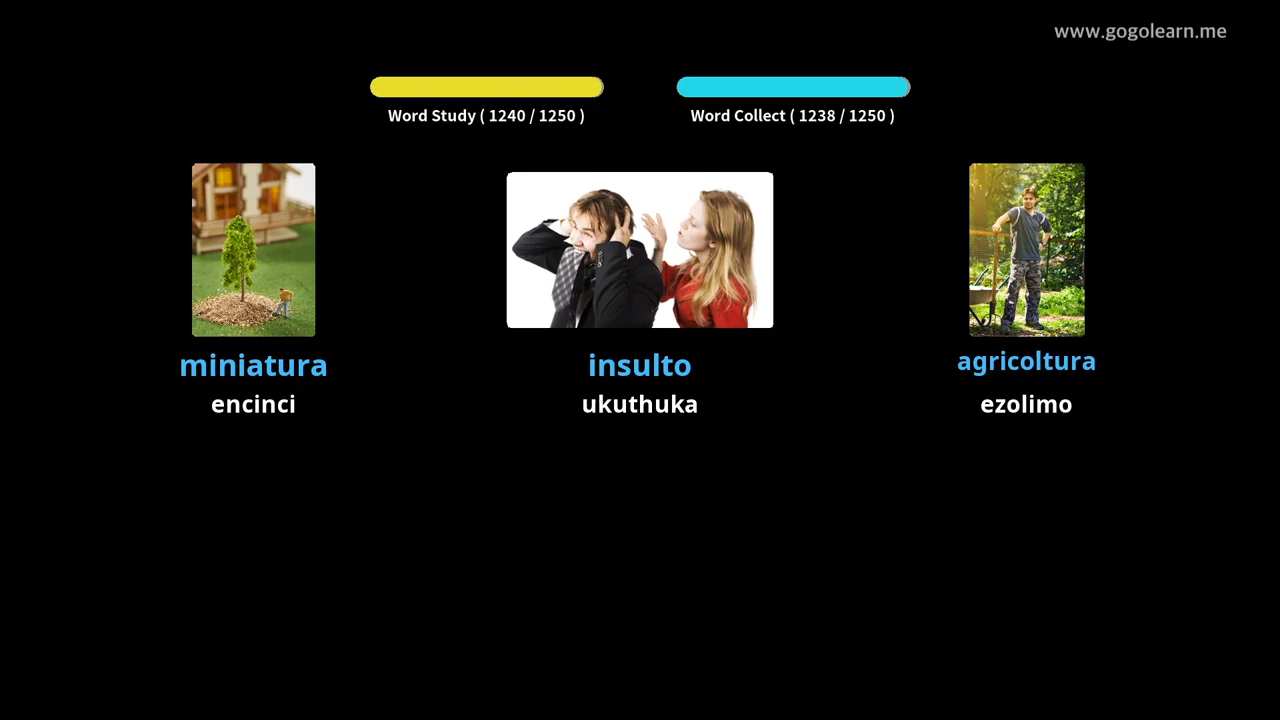 www.gogolearn.me
Word Study ( 1240 / 1250 )
Word Collect ( 1238 / 1250 )
miniatura
encinci
insulto
ukuthuka
agricoltura
ezolimo